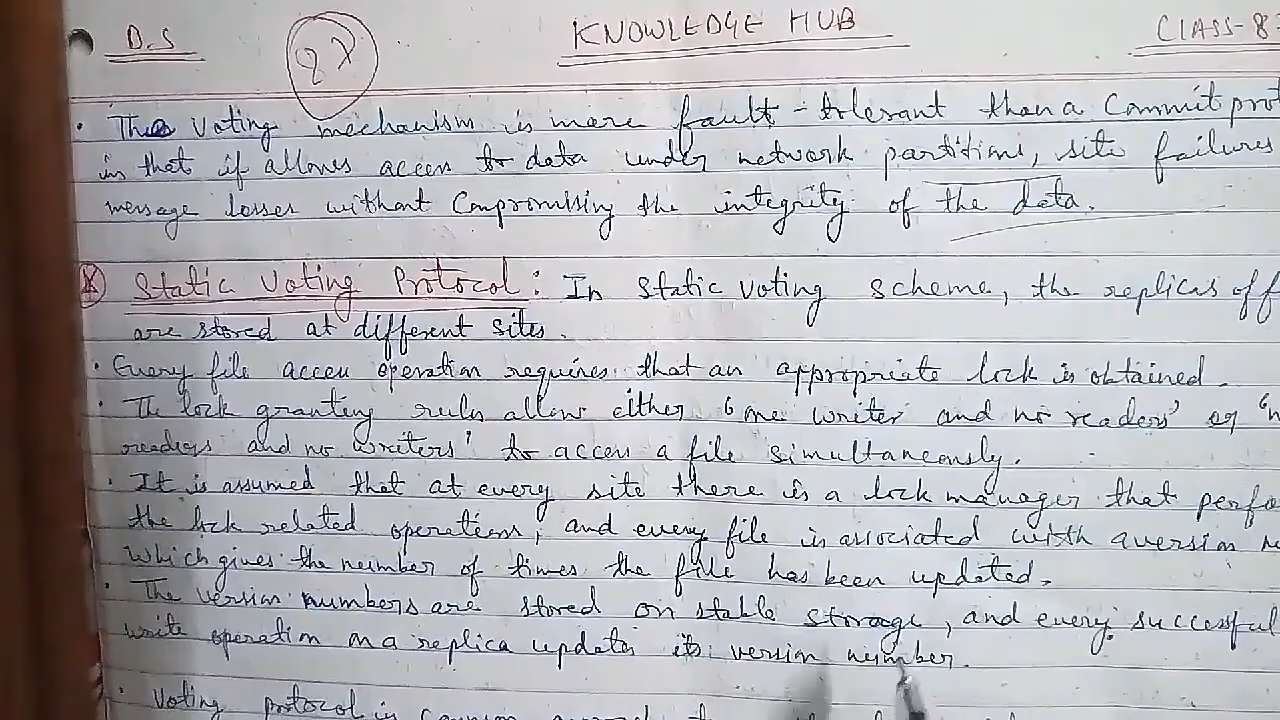 D.S 27 KNOWLEDGE HUB CLASS-8
• The Voting mechanism is more fault-tolerant than a Commit prot
in that if allows access to data under network partitions, site failures
message losses without Compromising the integrity of the data.
Static Voting Protocol: In static voting scheme, the replicas of f
are stored at different sites.
• Every file access operation requires that an appropriate lock is obtained.
• The lock granting rules allow either 'one writer and no readers' or 'n
readers and no writers' to access a file simultaneously.
• It is assumed that at every site there is a lock manager that perfo
the lock related operations, and every file is associated with a version n
Which gives the number of times the file has been updated.
• The version numbers are stored on stable storage, and every successful
write operation on a replica updates its version number.
• Voting protocol is